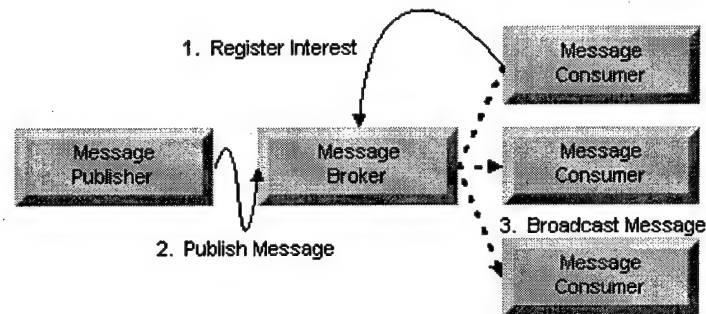 1. Register Interest
Message
Consumer
Message
Publisher
Message
Broker
Message
Consumer
2. Publish Message
3. Broadcast Message
Message
Consumer